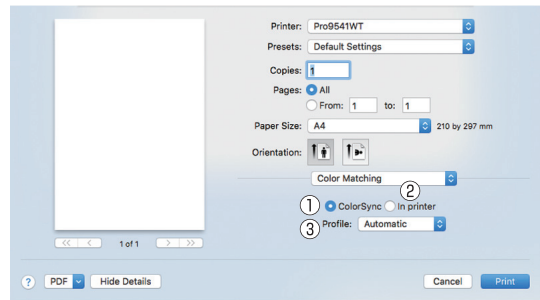 Printer: Pro9541WT
Presets: Default Settings
Copies: 1
Pages: All
From: 1 to: 1
Paper Size: A4 210 by 297 mm
Orientation:
Color Matching
②
① ColorSync In printer
③ Profile: Automatic
<< < 1 of 1 > >>
? PDF Hide Details Cancel Print